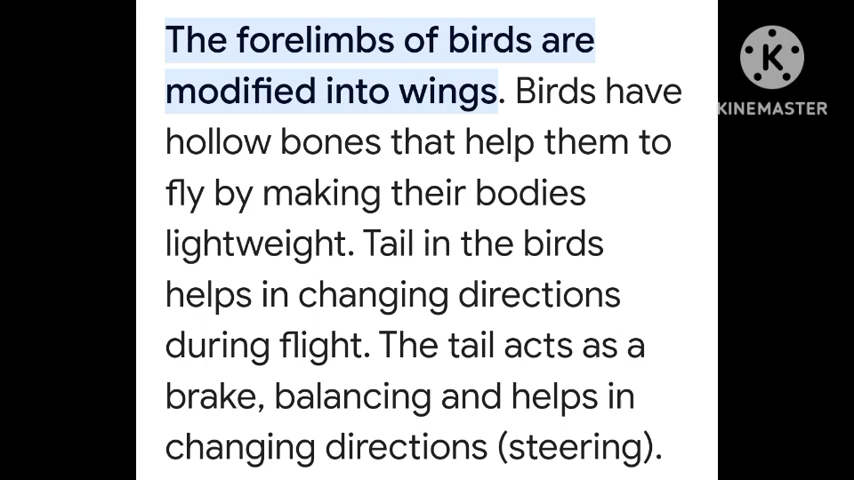 The forelimbs of birds are
modified into wings. Birds have
hollow bones that help them to
fly by making their bodies
lightweight. Tail in the birds
helps in changing directions
during flight. The tail acts as a
brake, balancing and helps in
changing directions (steering).
K
KINEMASTER